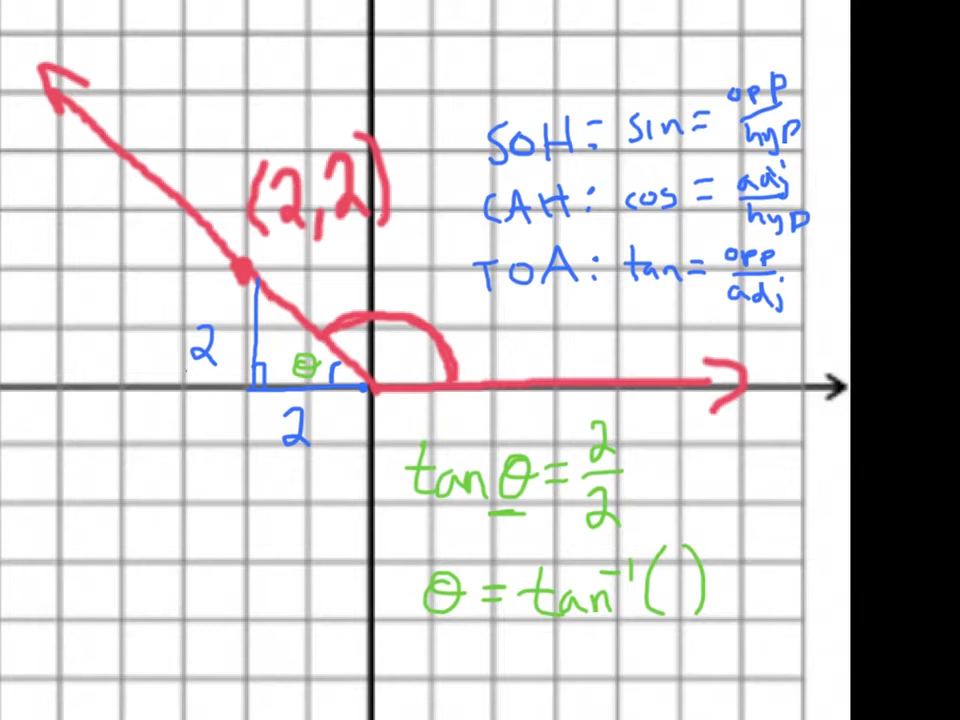 SOH: sin = opp/hyp
(2,2)
CAH: cos = adj/hyp
TOA: tan = opp/adj
2
θ
2
tan θ = 2/2
θ = tan⁻¹( )